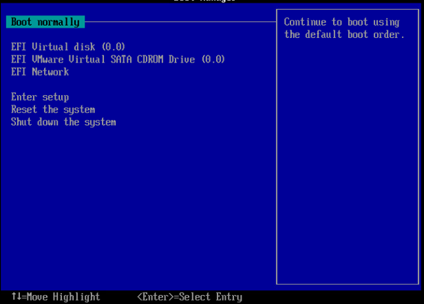 Boot Manager
Boot normally
EFI Virtual disk (0.0)
EFI VMware Virtual SATA CDROM Drive (0.0)
EFI Network
Enter setup
Reset the system
Shut down the system
Continue to boot using
the default boot order.
↑↓=Move Highlight
<Enter>=Select Entry